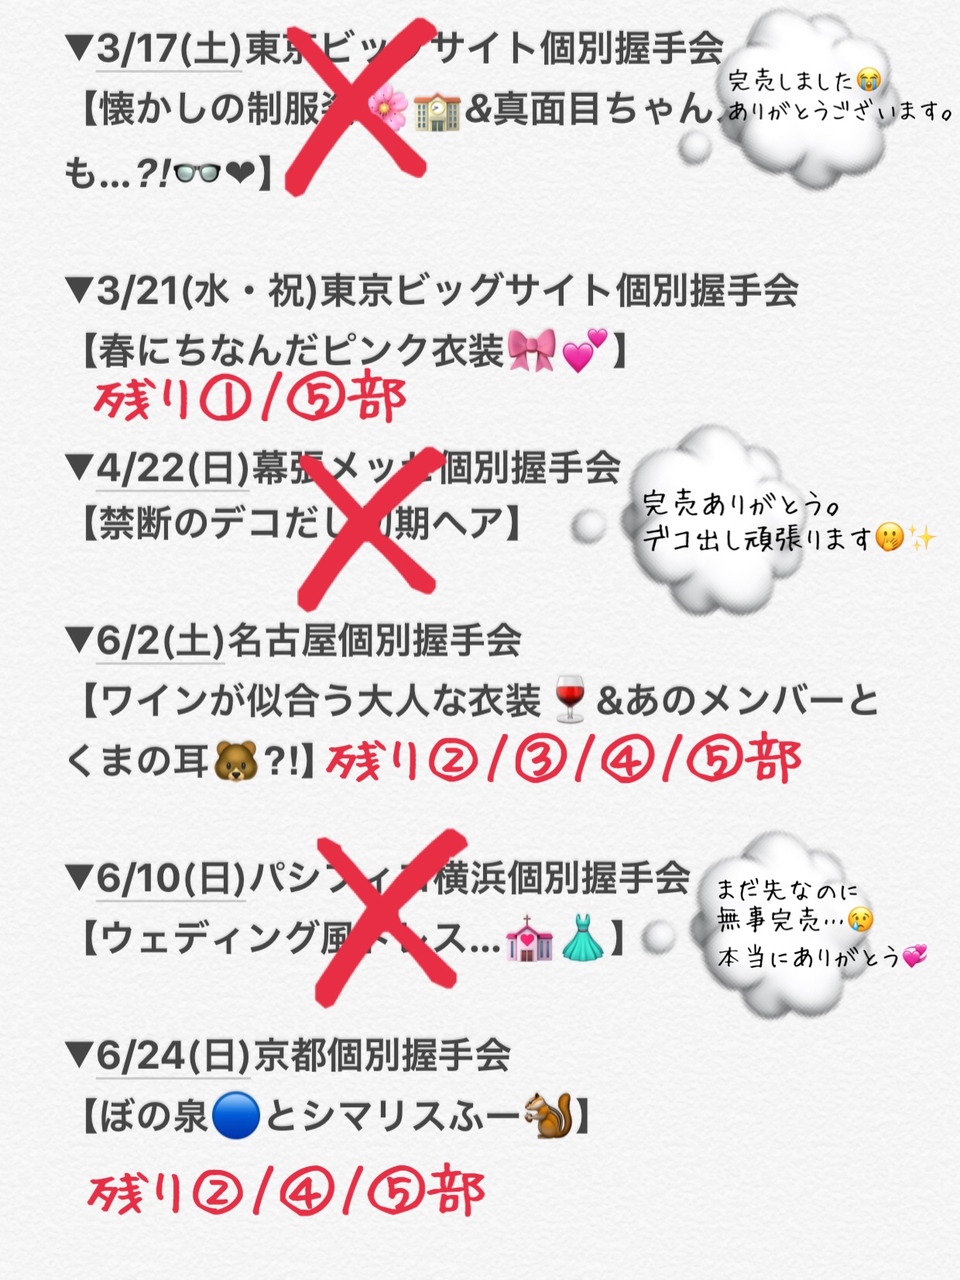 ▼3/17(土)東京ビッグサイト個別握手会
【懐かしの制服姿🌸🏫&真面目ちゃん
も...?!👓❤】
完売しました😭
ありがとうございます。
▼3/21(水・祝)東京ビッグサイト個別握手会
【春にちなんだピンク衣装🎀💕】
残り①/⑤部
▼4/22(日)幕張メッセ個別握手会
【禁断のデコだし初期ヘア】
完売ありがとう。
デコ出し頑張ります🤭✨
▼6/2(土)名古屋個別握手会
【ワインが似合う大人な衣装🍷&あのメンバーと
くまの耳🐻?!】残り②/③/④/⑤部
▼6/10(日)パシフィコ横浜個別握手会
【ウェディング風ドレス...💒👗】
まだ先なのに
無事完売…😢
本当にありがとう💞
▼6/24(日)京都個別握手会
【ぼの泉🔵とシマリスふー🐿】
残り②/④/⑤部